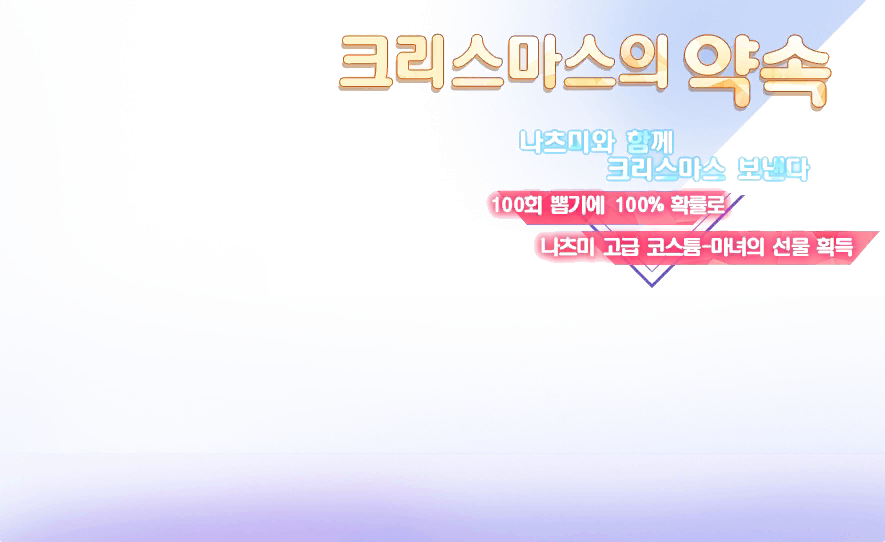 크리스마스의 약속
나츠미와 함께
크리스마스 보낸다
100회 뽑기에 100% 확률로
나츠미 고급 코스튬-마녀의 선물 획득